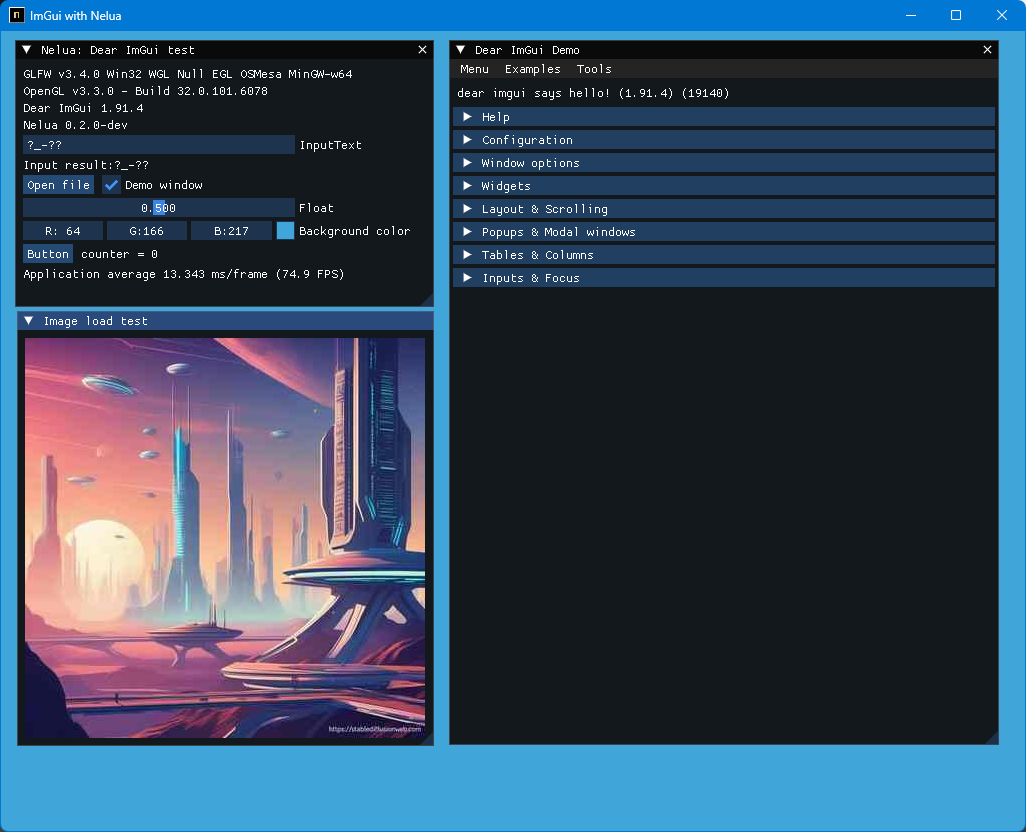 ImGui with Nelua
Nelua: Dear ImGui test
GLFW v3.4.0 Win32 WGL Null EGL OSMesa MinGW-w64
OpenGL v3.3.0 - Build 32.0.101.6078
Dear ImGui 1.91.4
Nelua 0.2.0-dev
?_-?? InputText
Input result:?_-??
Open file Demo window
0.500 Float
R: 64 G:166 B:217 Background color
Button counter = 0
Application average 13.343 ms/frame (74.9 FPS)
Image load test
https://stablediffusionweb.com
Dear ImGui Demo
Menu Examples Tools
dear imgui says hello! (1.91.4) (19140)
Help
Configuration
Window options
Widgets
Layout & Scrolling
Popups & Modal windows
Tables & Columns
Inputs & Focus